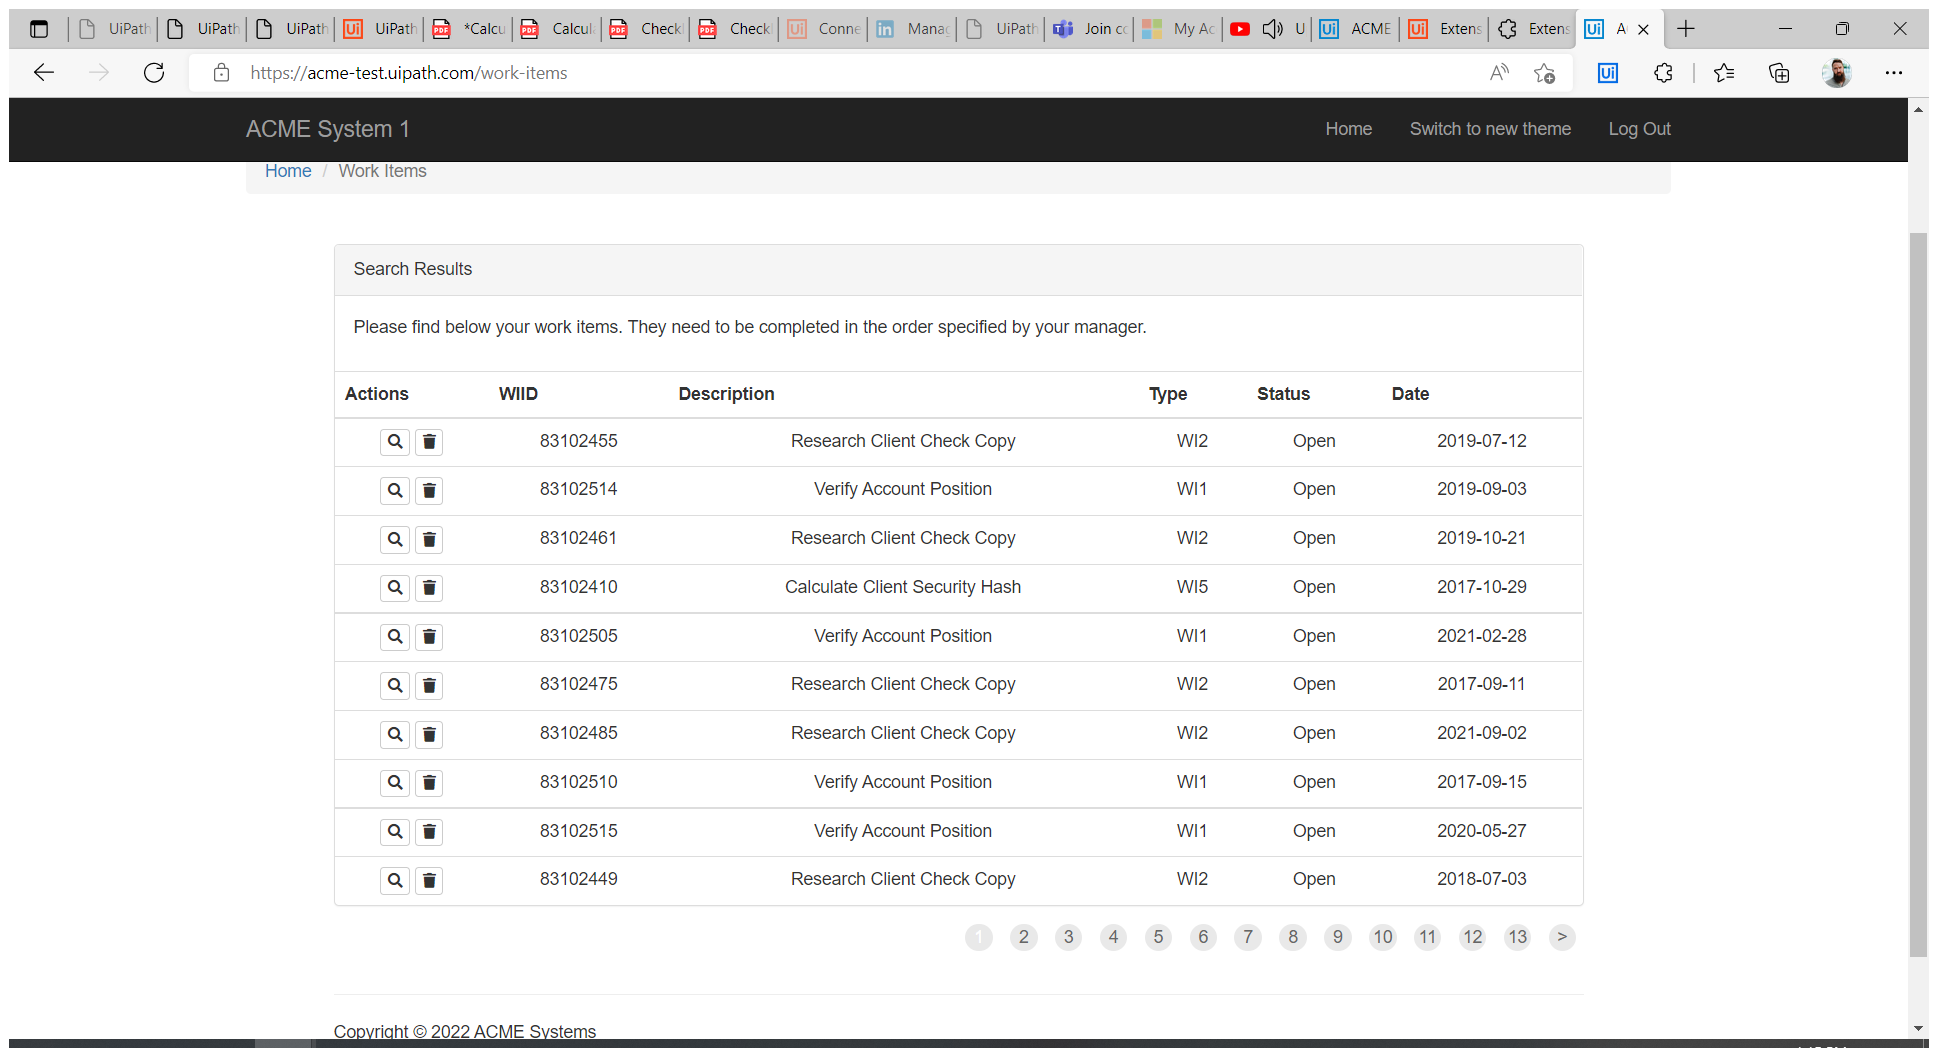 UiPath UiPath UiPath UiPath *Calcu Calcul Check Check Conne Manag UiPath Join co My Ac U ACME Extens Extens A
https://acme-test.uipath.com/work-items
ACME System 1 Home Switch to new theme Log Out
Home / Work Items
Search Results
Please find below your work items. They need to be completed in the order specified by your manager.
Actions WIID Description Type Status Date
83102455 Research Client Check Copy WI2 Open 2019-07-12
83102514 Verify Account Position WI1 Open 2019-09-03
83102461 Research Client Check Copy WI2 Open 2019-10-21
83102410 Calculate Client Security Hash WI5 Open 2017-10-29
83102505 Verify Account Position WI1 Open 2021-02-28
83102475 Research Client Check Copy WI2 Open 2017-09-11
83102485 Research Client Check Copy WI2 Open 2021-09-02
83102510 Verify Account Position WI1 Open 2017-09-15
83102515 Verify Account Position WI1 Open 2020-05-27
83102449 Research Client Check Copy WI2 Open 2018-07-03
1 2 3 4 5 6 7 8 9 10 11 12 13 >
Copyright © 2022 ACME Systems